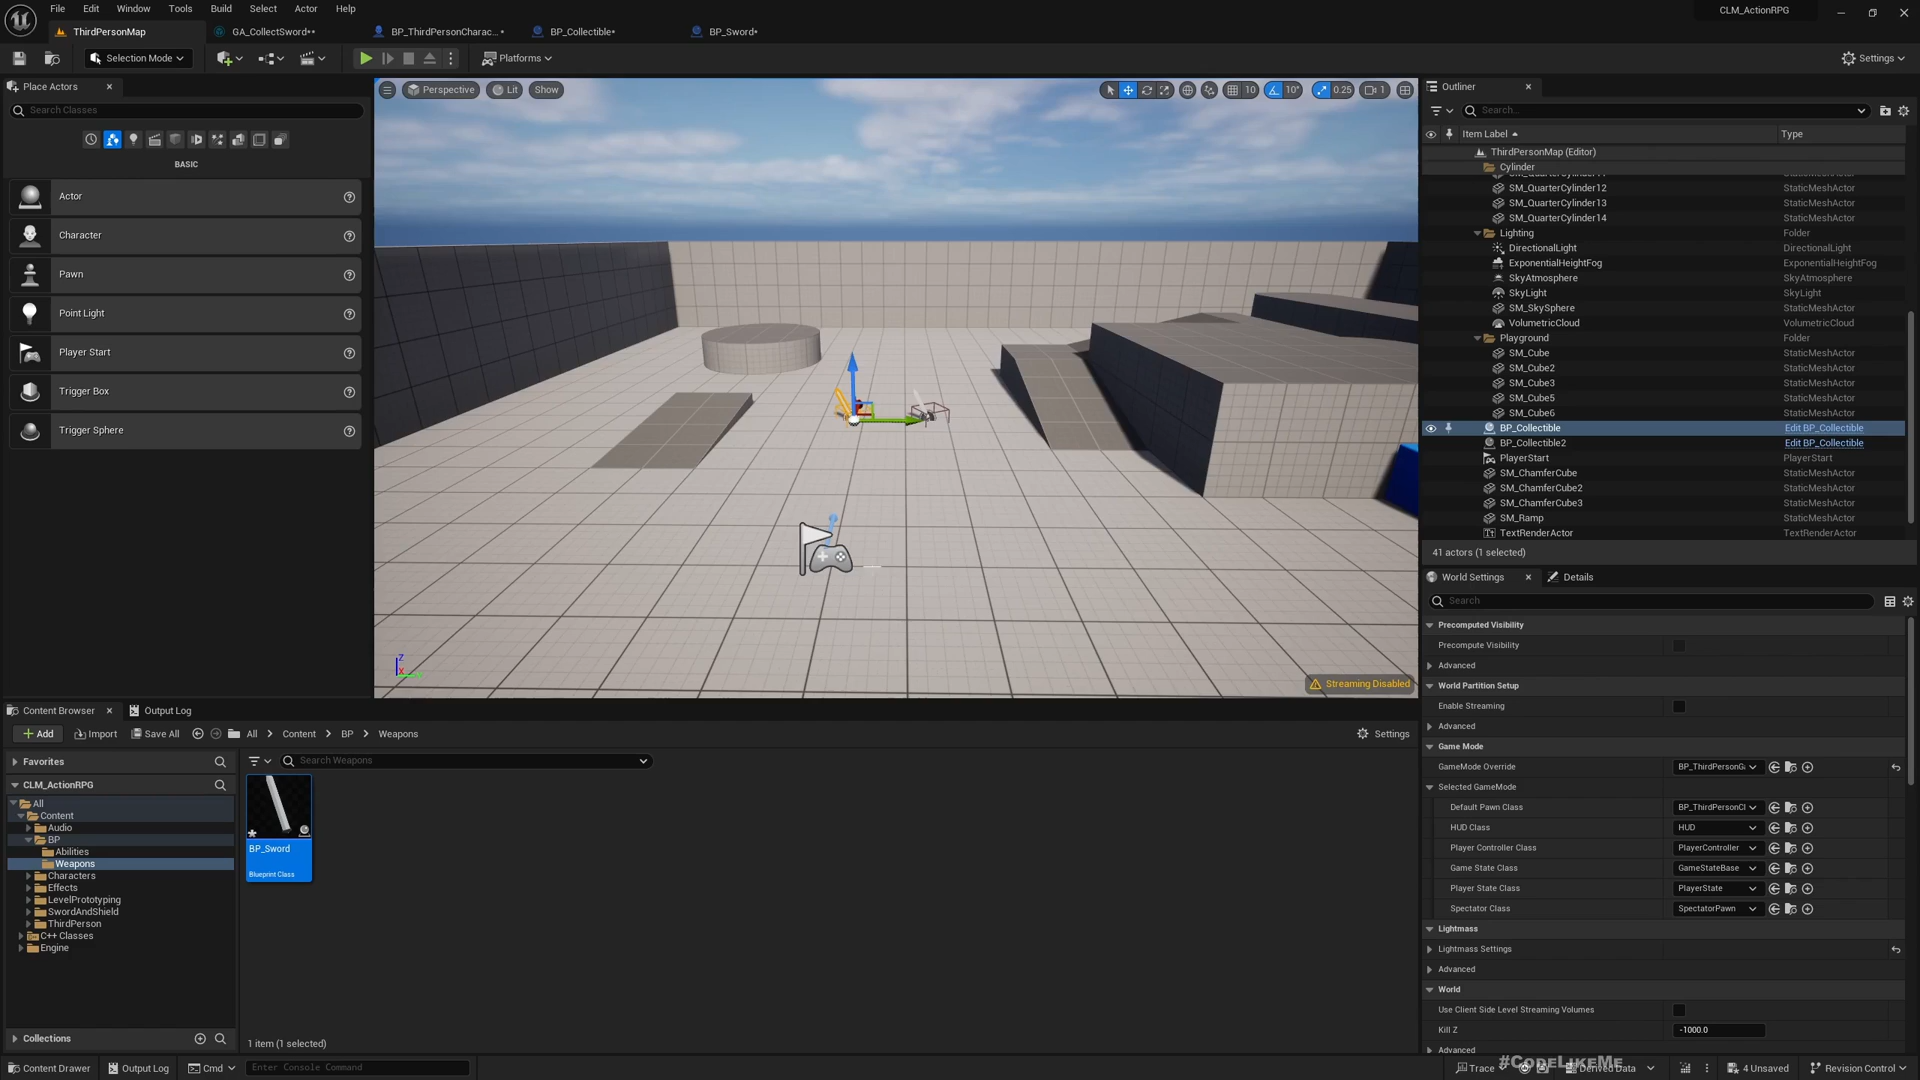 File Edit Window Tools Build Select Actor Help
CLM_ActionRPG
ThirdPersonMap
GA_CollectSword**
BP_ThirdPersonCharac...*
BP_Collectible*
BP_Sword*
Selection Mode
Platforms
Settings
Place Actors
Search Classes
BASIC
Actor
Character
Pawn
Point Light
Player Start
Trigger Box
Trigger Sphere
Perspective
Lit
Show
10
10°
0.25
1
Z
X
Y
Streaming Disabled
Outliner
Search...
Item Label
Type
ThirdPersonMap (Editor)
Cylinder
SM_QuarterCylinder12 StaticMeshActor
SM_QuarterCylinder13 StaticMeshActor
SM_QuarterCylinder14 StaticMeshActor
Lighting Folder
DirectionalLight DirectionalLight
ExponentialHeightFog ExponentialHeightFog
SkyAtmosphere SkyAtmosphere
SkyLight SkyLight
SM_SkySphere StaticMeshActor
VolumetricCloud VolumetricCloud
Playground Folder
SM_Cube StaticMeshActor
SM_Cube2 StaticMeshActor
SM_Cube3 StaticMeshActor
SM_Cube5 StaticMeshActor
SM_Cube6 StaticMeshActor
BP_Collectible Edit BP_Collectible
BP_Collectible2 Edit BP_Collectible
PlayerStart PlayerStart
SM_ChamferCube StaticMeshActor
SM_ChamferCube2 StaticMeshActor
SM_ChamferCube3 StaticMeshActor
SM_Ramp StaticMeshActor
TextRenderActor TextRenderActor
41 actors (1 selected)
World Settings
Details
Search
Precomputed Visibility
Precompute Visibility
Advanced
World Partition Setup
Enable Streaming
Advanced
Game Mode
GameMode Override BP_ThirdPersonGa
Selected GameMode
Default Pawn Class BP_ThirdPersonCl
HUD Class HUD
Player Controller Class PlayerController
Game State Class GameStateBase
Player State Class PlayerState
Spectator Class SpectatorPawn
Lightmass
Lightmass Settings
Advanced
World
Use Client Side Level Streaming Volumes
Kill Z -1000.0
Advanced
Content Browser
Output Log
Add
Import
Save All
All
Content
BP
Weapons
Settings
Favorites
CLM_ActionRPG
All
Content
Audio
BP
Abilities
Weapons
Characters
Effects
LevelPrototyping
SwordAndShield
ThirdPerson
C++ Classes
Engine
Collections
Search Weapons
BP_Sword
Blueprint Class
1 item (1 selected)
Content Drawer
Output Log
Cmd
Enter Console Command
#CodeLikeMe
Trace
Derived Data
4 Unsaved
Revision Control